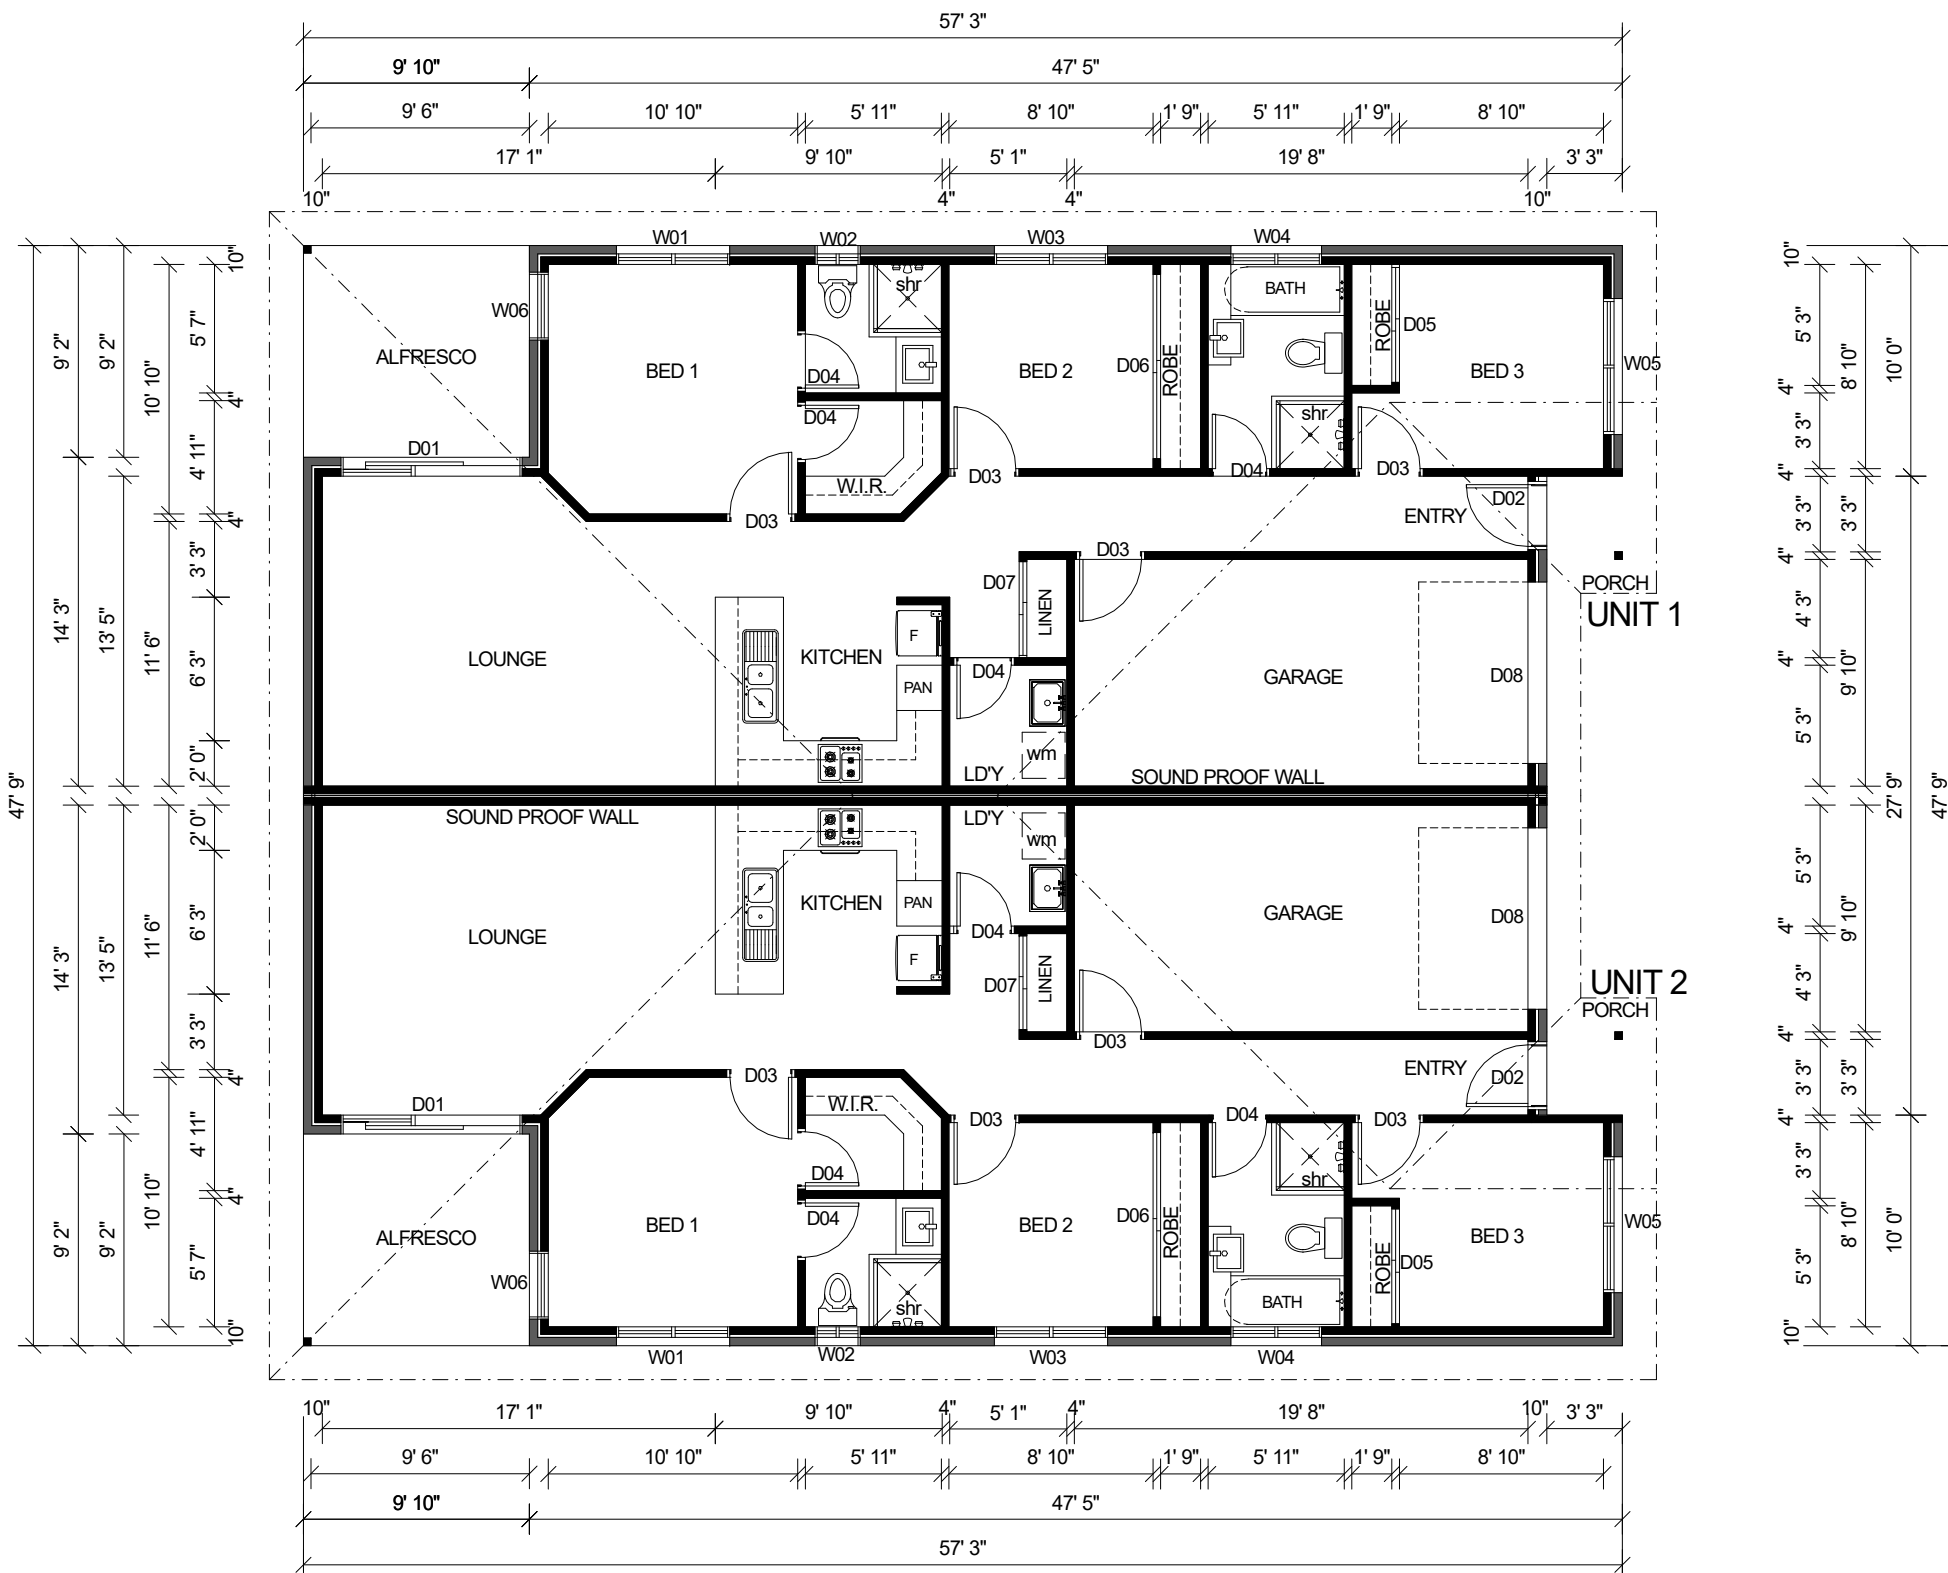 57' 3"
9' 10" 47' 5"
9' 6" 10' 10" 5' 11" 8' 10" 1' 9" 5' 11" 1' 9" 8' 10"
17' 1" 9' 10" 5' 1" 19' 8" 3' 3"
10" 4" 4" 10"
W01 W02 W03 W04
47' 9"
9' 2" 14' 3" 14' 3" 9' 2"
9' 2" 13' 5" 13' 5" 9' 2"
10' 10" 11' 6" 11' 6" 10' 10"
10" 5' 7" 4" 4' 11" 4" 3' 3" 6' 3" 2' 0" 2' 0" 6' 3" 3' 3" 4" 4' 11" 4" 5' 7" 10"
shr
BATH
W06 ROBE D05
ALFRESCO BED 1 D04 BED 2 D06 ROBE BED 3 W05
D04 shr
D01
W.I.R. D03 D04 D03
D02
D03 ENTRY
D03
D07 LINEN PORCH
UNIT 1
F
LOUNGE KITCHEN
D04 GARAGE D08
PAN
wm
LD'Y SOUND PROOF WALL
SOUND PROOF WALL LD'Y
wm
KITCHEN PAN GARAGE D08
LOUNGE D04
F
D07 LINEN UNIT 2
PORCH
D03
D03 ENTRY D02
D01 W.I.R.
D03 D04 D03
D04 shr
ALFRESCO BED 1 D04 BED 2 D06 ROBE BED 3 W05
W06 ROBE D05
shr BATH
W01 W02 W03 W04
10" 5' 3" 4" 3' 3" 4" 3' 3" 4" 4' 3" 4" 5' 3" 5' 3" 4" 4' 3" 4" 3' 3" 4" 3' 3" 4" 5' 3" 10"
8' 10" 3' 3" 9' 10" 9' 10" 3' 3" 8' 10"
10' 0" 27' 9" 10' 0"
47' 9"
10" 17' 1" 9' 10" 4" 5' 1" 4" 19' 8" 10" 3' 3"
9' 6" 10' 10" 5' 11" 8' 10" 1' 9" 5' 11" 1' 9" 8' 10"
9' 10" 47' 5"
57' 3"